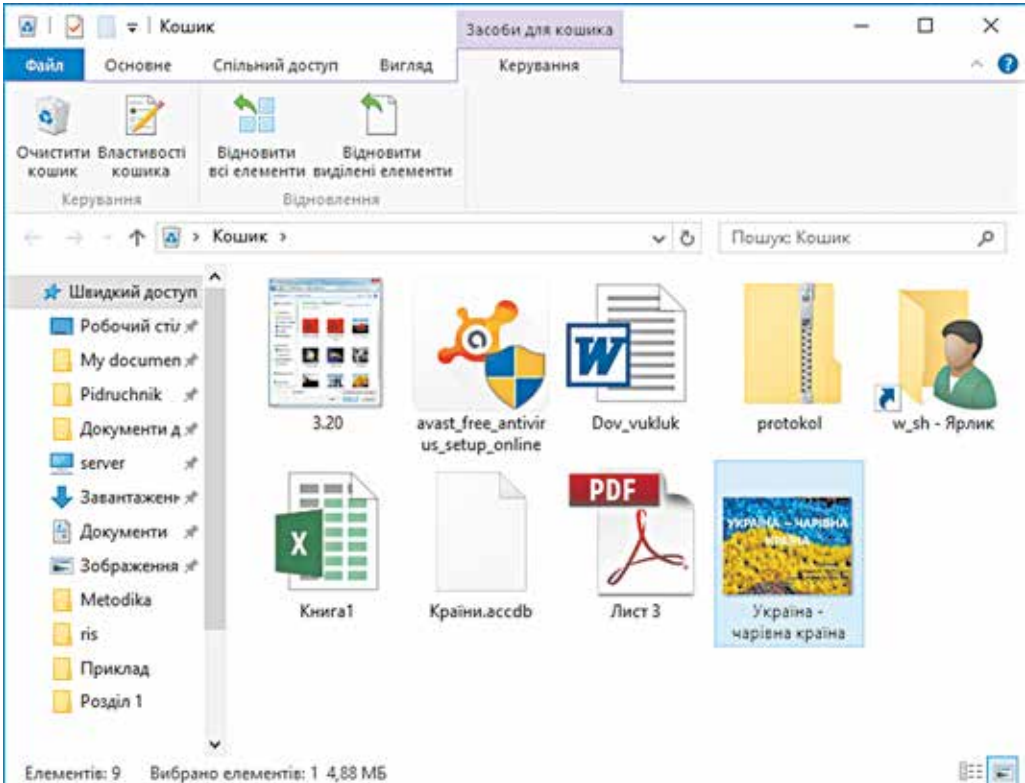 Кошик
Засоби для кошика
Файл
Основне
Спільний доступ
Вигляд
Керування
Очистити
кошик
Властивості
кошика
Відновити
всі елементи
Відновити
виділені елементи
Керування
Відновлення
Кошик
Пошук: Кошик
Швидкий доступ
Робочий стіл
My documen
Pidruchnik
Документи д
server
Завантажен
Документи
Зображення
Metodika
ris
Приклад
Розділ 1
3.20
avast_free_antivir
us_setup_online
W
Dov_vukluk
protokol
w_sh - Ярлик
X
Книга1
Країни.accdb
PDF
Лист 3
УКРАЇНА – ЧАРІВНА
КРАЇНА
Україна -
чарівна країна
Елементів: 9
Вибрано елементів: 1 4,88 МБ